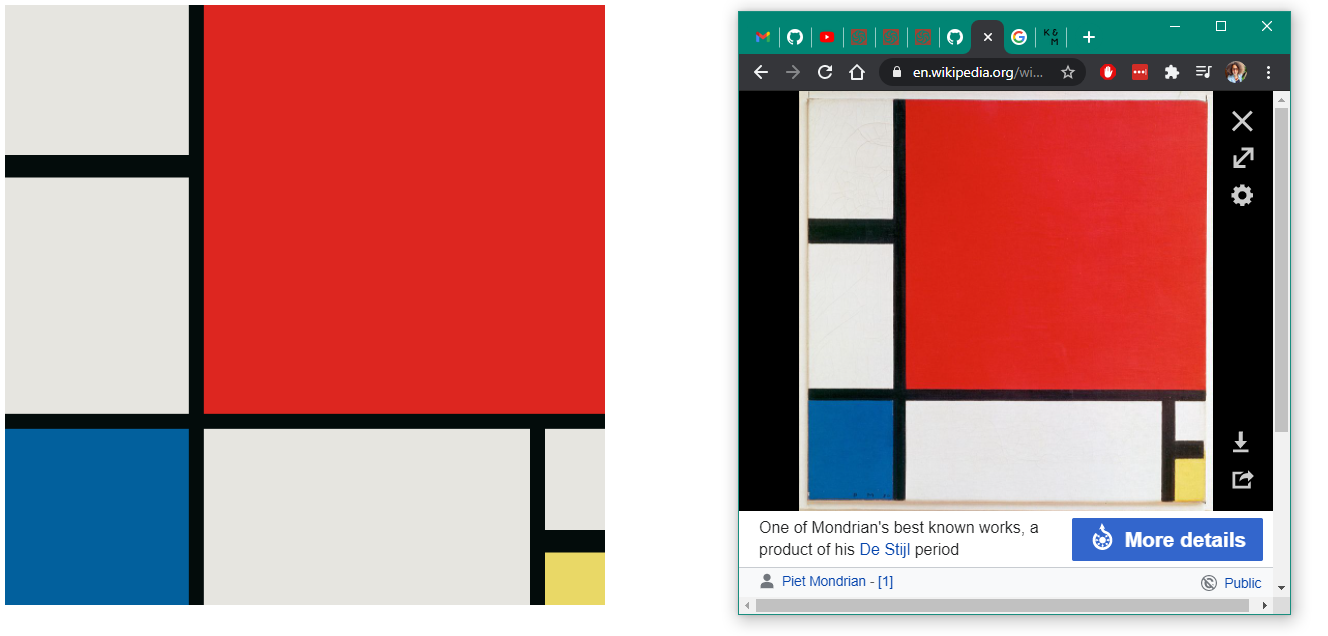 K &
M
en.wikipedia.org/wi...
One of Mondrian's best known works, a
product of his De Stijl period
More details
Piet Mondrian - [1]
Public